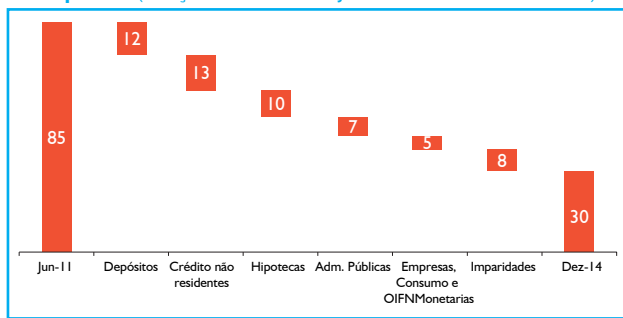 12
13
10
85
7
5
8
30
Jun-11
Depósitos
Crédito não
residentes
Hipotecas
Adm. Públicas
Empresas,
Consumo e
OIFNMonetarias
Imparidades
Dez-14